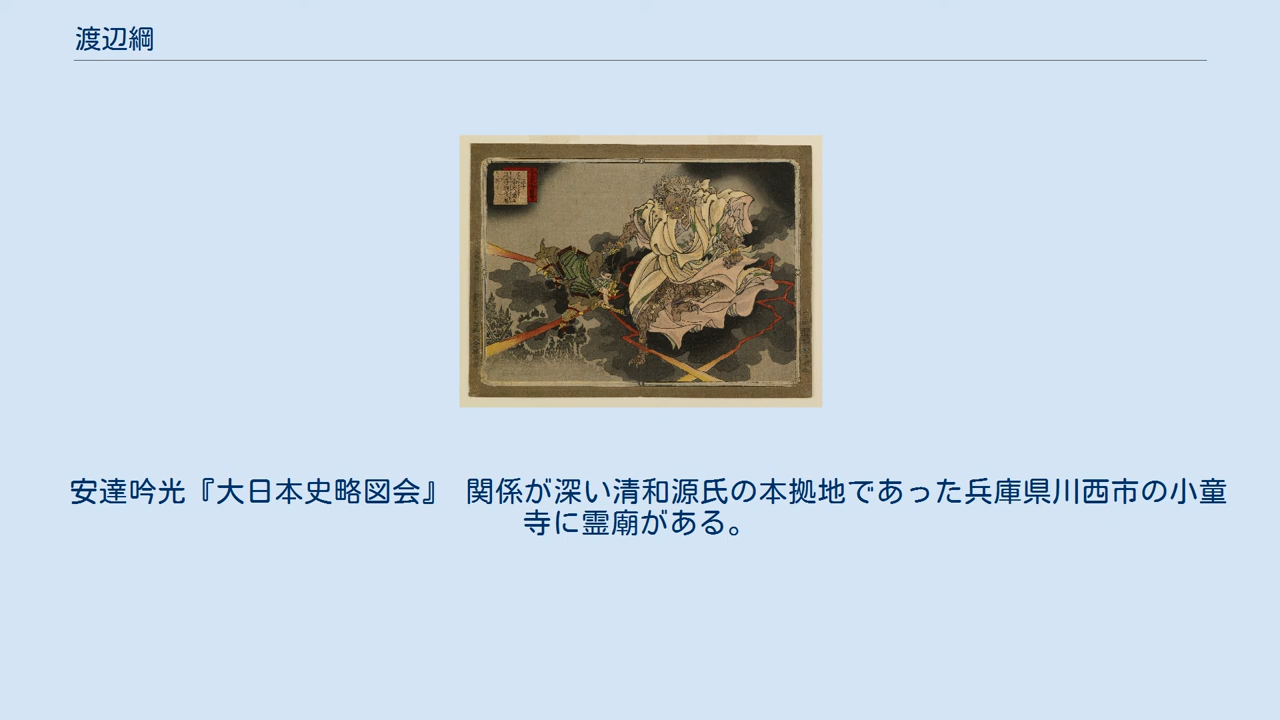 渡辺綱
安達吟光『大日本史略図会』 関係が深い清和源氏の本拠地であった兵庫県川西市の小童
寺に霊廟がある。